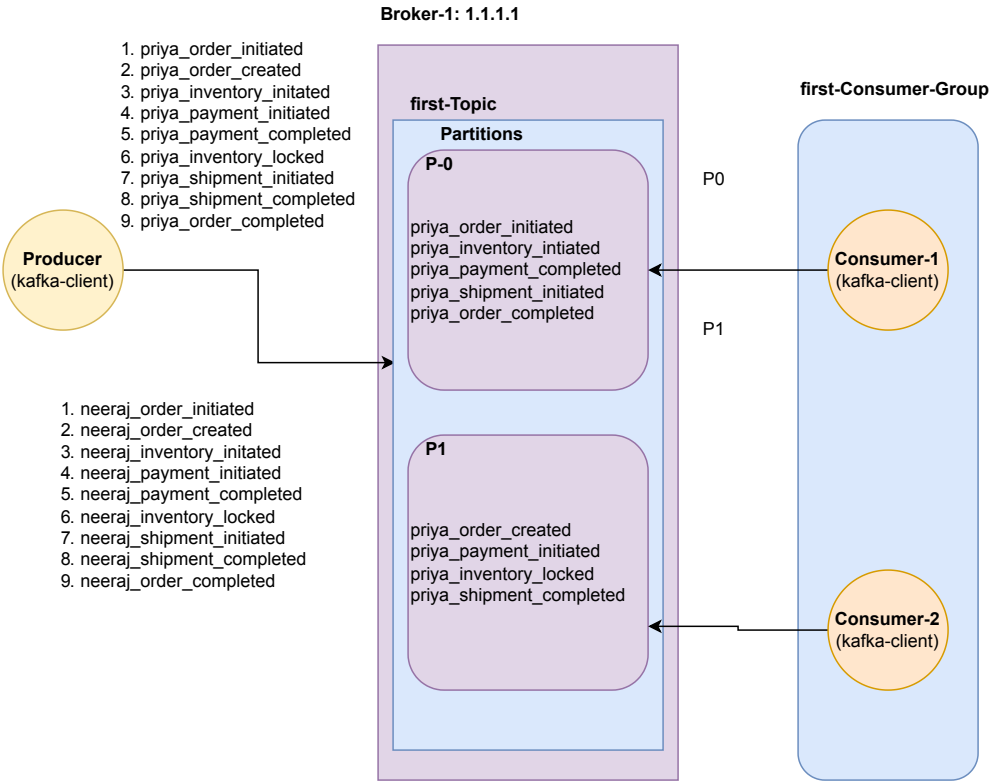 Broker-1: 1.1.1.1
1. priya_order_initiated
2. priya_order_created
3. priya_inventory_initated
4. priya_payment_initiated
5. priya_payment_completed
6. priya_inventory_locked
7. priya_shipment_initiated
8. priya_shipment_completed
9. priya_order_completed
Producer
(kafka-client)
1. neeraj_order_initiated
2. neeraj_order_created
3. neeraj_inventory_initated
4. neeraj_payment_initiated
5. neeraj_payment_completed
6. neeraj_inventory_locked
7. neeraj_shipment_initiated
8. neeraj_shipment_completed
9. neeraj_order_completed
first-Topic
Partitions
P-0
priya_order_initiated
priya_inventory_intiated
priya_payment_completed
priya_shipment_initiated
priya_order_completed
P1
priya_order_created
priya_payment_initiated
priya_inventory_locked
priya_shipment_completed
P0
P1
first-Consumer-Group
Consumer-1
(kafka-client)
Consumer-2
(kafka-client)